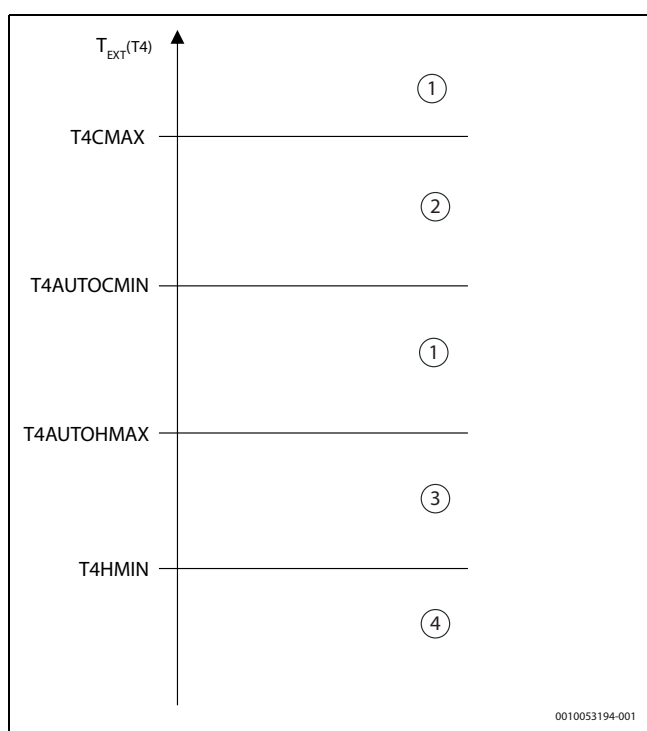 T_EXT(T4)
①
T4CMAX
②
T4AUTOCMIN
①
T4AUTOHMAX
③
T4HMIN
④
0010053194-001